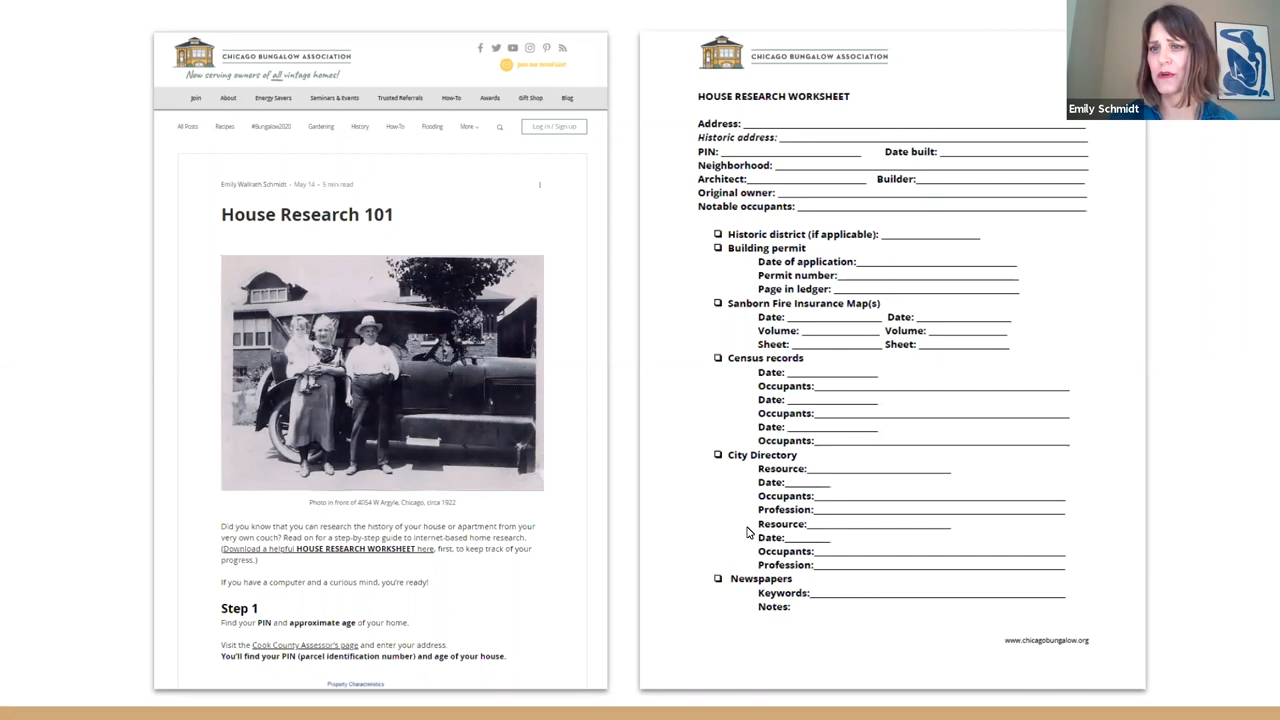 CHICAGO BUNGALOW ASSOCIATION
Now serving owners of all vintage homes!
Join our Email List!
Join About Energy Savers Seminars & Events Trusted Referrals How-To Awards Gift Shop Blog
All Posts Recipes #Bungalow2020 Gardening History How-To Flooding More Log in / Sign up
Emily Wallrath Schmidt · May 14 · 5 min read
House Research 101
Photo in front of 4054 W Argyle, Chicago, circa 1922
Did you know that you can research the history of your house or apartment from your
very own couch? Read on for a step-by-step guide to internet-based home research.
(Download a helpful HOUSE RESEARCH WORKSHEET here, first, to keep track of your
progress.)
If you have a computer and a curious mind, you're ready!
Step 1
Find your PIN and approximate age of your home.
Visit the Cook County Assessor's page and enter your address.
You'll find your PIN (parcel identification number) and age of your house.
Property Characteristics
CHICAGO BUNGALOW ASSOCIATION
HOUSE RESEARCH WORKSHEET
Address:
Historic address:
PIN: Date built:
Neighborhood:
Architect: Builder:
Original owner:
Notable occupants:
Historic district (if applicable):
Building permit
Date of application:
Permit number:
Page in ledger:
Sanborn Fire Insurance Map(s)
Date: Date:
Volume: Volume:
Sheet: Sheet:
Census records
Date:
Occupants:
Date:
Occupants:
Date:
Occupants:
City Directory
Resource:
Date:
Occupants:
Profession:
Resource:
Date:
Occupants:
Profession:
Newspapers
Keywords:
Notes:
www.chicagobungalow.org
Emily Schmidt